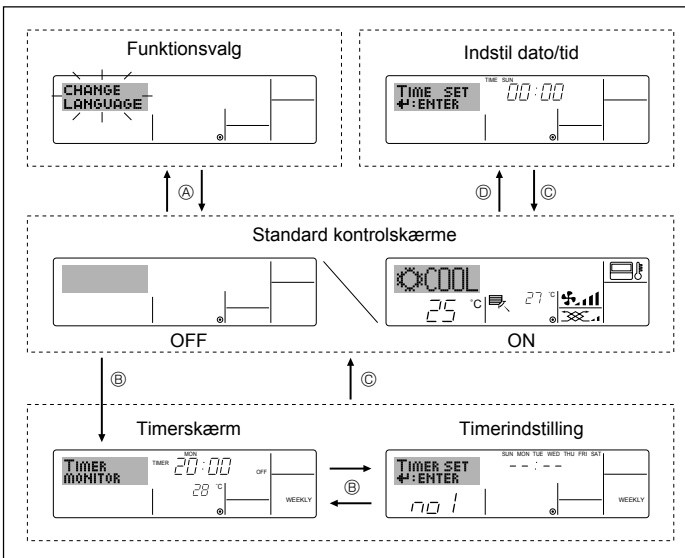 Funktionsvalg
CHANGE
LANGUAGE
Indstil dato/tid
TIME SUN
TIME SET 00:00
↵:ENTER
Ⓐ
Ⓓ
Ⓒ
Standard kontrolskærme
COOL
25 °C 27 °C
OFF
ON
Ⓑ
Ⓒ
Timerskærm
MON
TIMER TIMER 20:00 OFF
MONITOR
28 °C
WEEKLY
Ⓑ
Timerindstilling
SUN MON TUE WED THU FRI SAT
TIMER SET --:--
↵:ENTER
no 1 WEEKLY